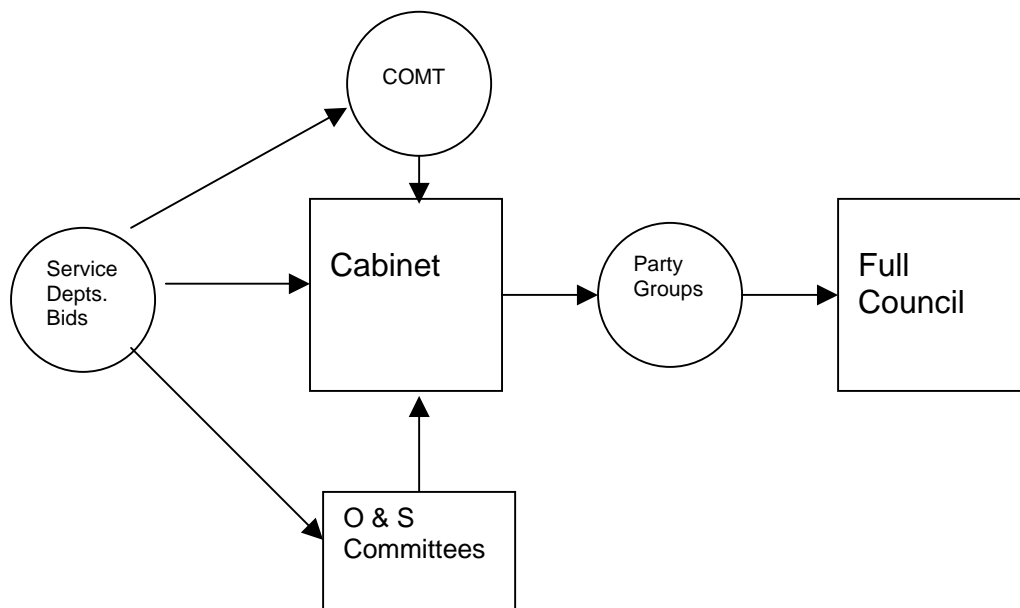 COMT
Service
Depts.
Bids
Cabinet
Party
Groups
Full
Council
O & S
Committees